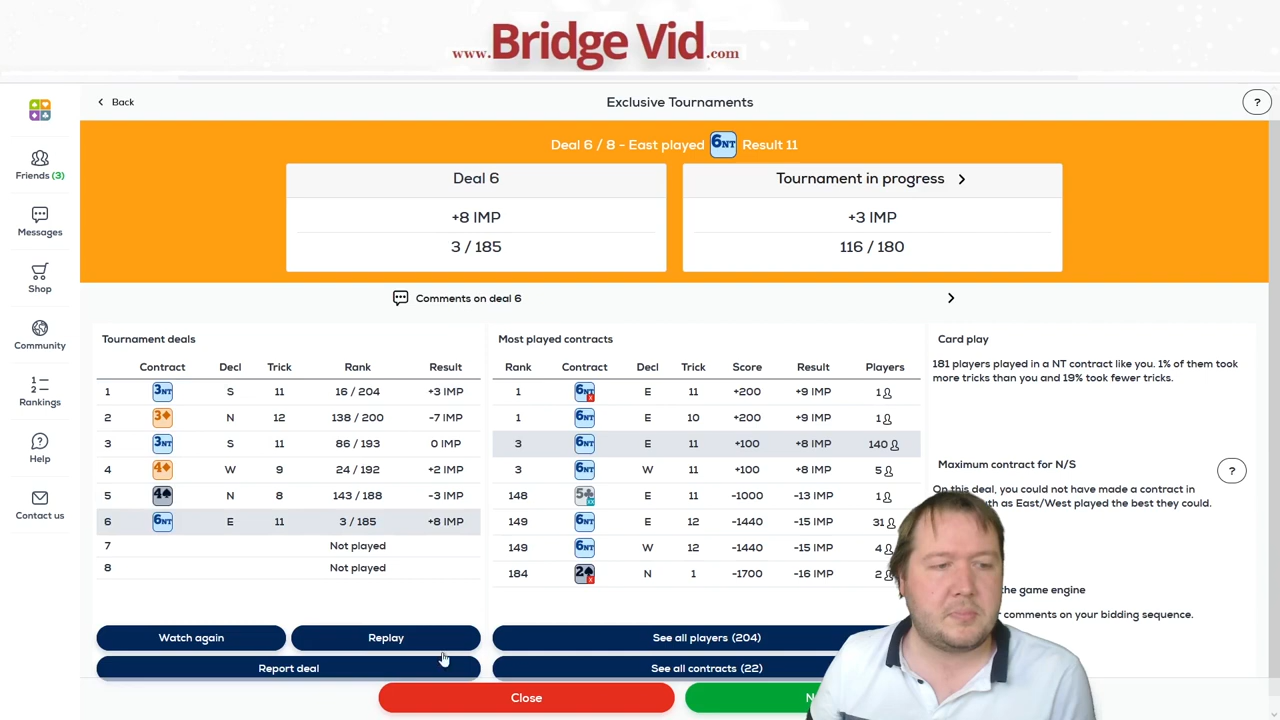 www.Bridge Vid.com
Back
Exclusive Tournaments
?
Deal 6 / 8 - East played 6NT Result 11
Deal 6
+8 IMP
3 / 185
Tournament in progress
+3 IMP
116 / 180
Friends (3)
Messages
Shop
Community
Rankings
Help
Contact us
Comments on deal 6
Tournament deals
Contract Decl Trick Rank Result
1 3NT S 11 16 / 204 +3 IMP
2 3♦ N 12 138 / 200 -7 IMP
3 3NT S 11 86 / 193 0 IMP
4 4♦ W 9 24 / 192 +2 IMP
5 4♠ N 8 143 / 188 -3 IMP
6 6NT E 11 3 / 185 +8 IMP
7 Not played
8 Not played
Watch again
Replay
Report deal
Most played contracts
Rank Contract Decl Trick Score Result Players
1 6NT X E 11 +200 +9 IMP 1
1 6NT E 10 +200 +9 IMP 1
3 6NT E 11 +100 +8 IMP 140
3 6NT W 11 +100 +8 IMP 5
148 5♣ E 11 -1000 -13 IMP 1
149 6NT E 12 -1440 -15 IMP 31
149 6NT W 12 -1440 -15 IMP 4
184 2♠ X N 1 -1700 -16 IMP 2
See all players (204)
See all contracts (22)
Card play
181 players played in a NT contract like you. 1% of them took
more tricks than you and 19% took fewer tricks.
Maximum contract for N/S
?
On this deal, you could not have made a contract in
as East/West played the best they could.
the game engine
comments on your bidding sequence.
Close